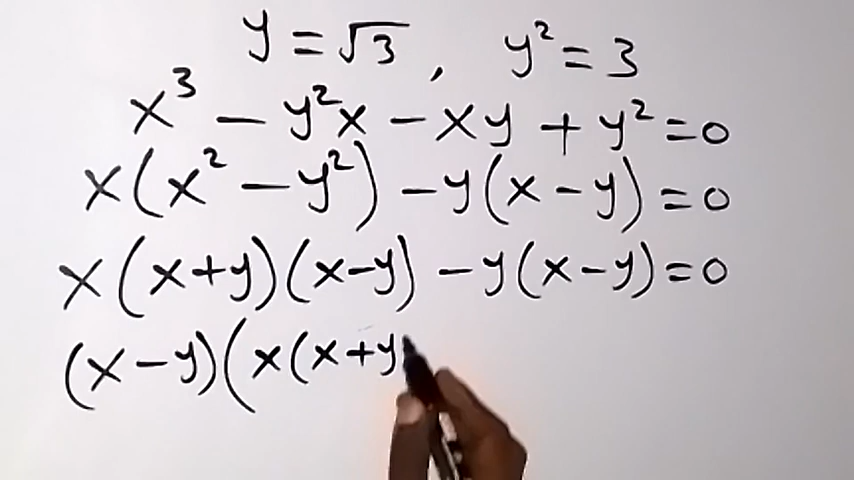 y = √3 , y² = 3
x³ − y²x − xy + y² = 0
x(x² − y²) − y(x − y) = 0
x(x+y)(x−y) − y(x−y) = 0
(x − y)(x(x+y